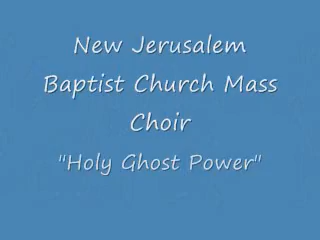 New Jerusalem
Baptist Church Mass
Choir
"Holy Ghost Power"